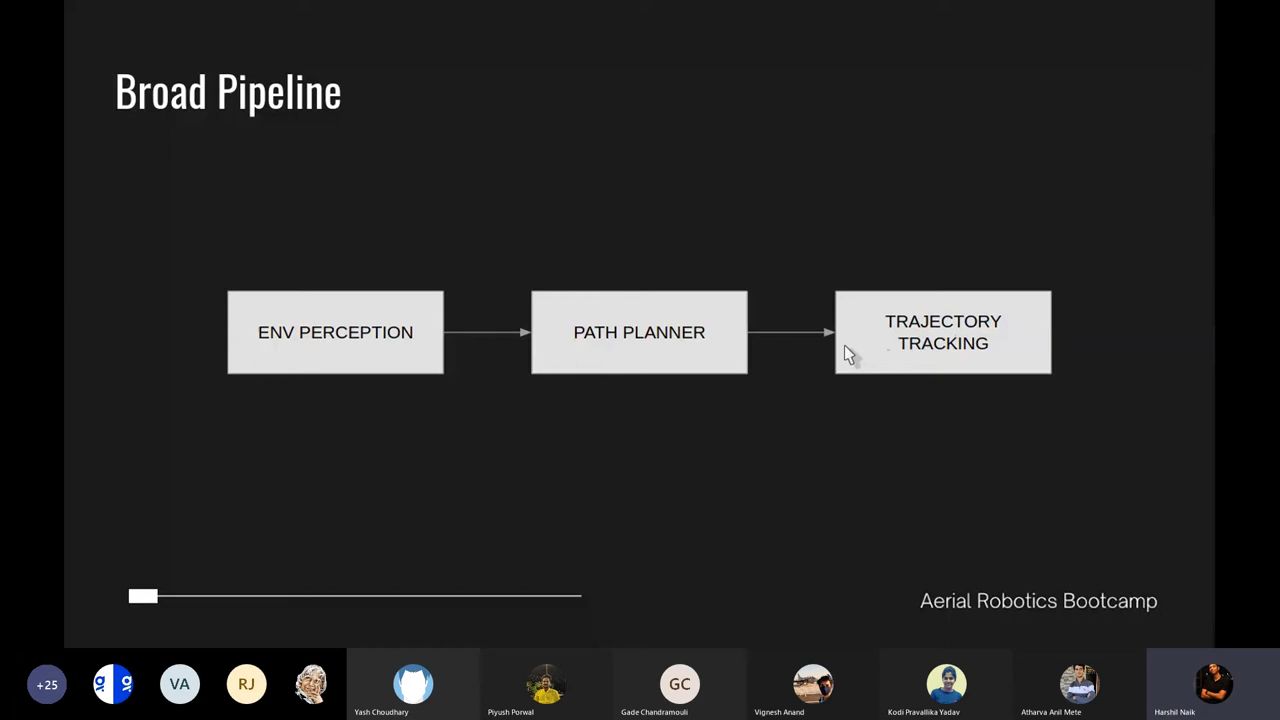 Broad Pipeline
ENV PERCEPTION
PATH PLANNER
TRAJECTORY
TRACKING
Aerial Robotics Bootcamp
+25
VA
RJ
GC
Yash Choudhary
Piyush Porwal
Gade Chandramouli
Vignesh Anand
Kodi Pravallika Yadav
Atharva Anil Mete
Harshil Naik